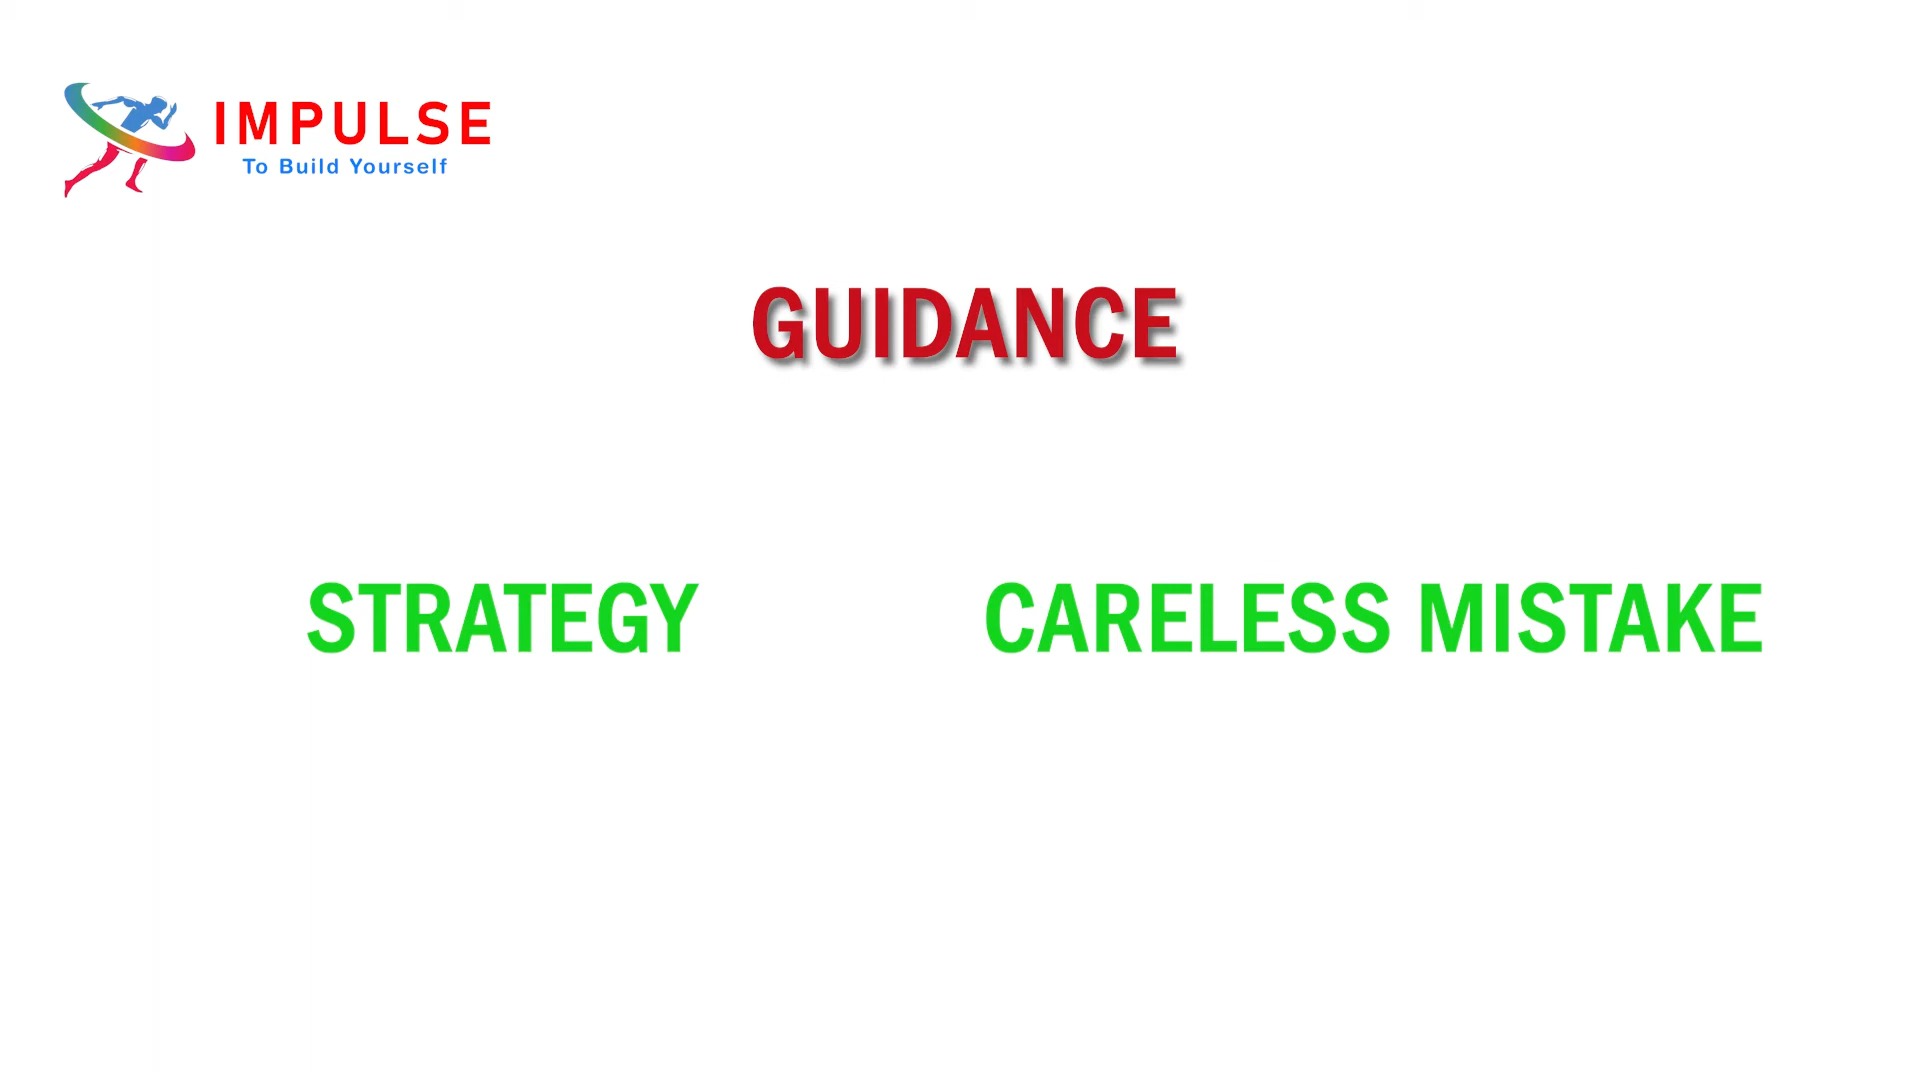 IMPULSE
To Build Yourself
GUIDANCE
STRATEGY
CARELESS MISTAKE